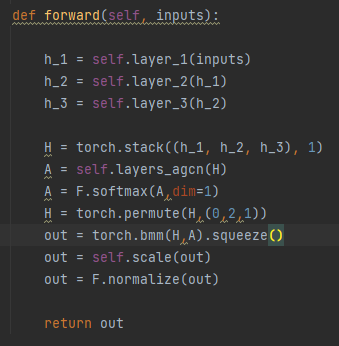 def forward(self, inputs):
h_1 = self.layer_1(inputs)
h_2 = self.layer_2(h_1)
h_3 = self.layer_3(h_2)
H = torch.stack((h_1, h_2, h_3), 1)
A = self.layers_agcn(H)
A = F.softmax(A,dim=1)
H = torch.permute(H,(0,2,1))
out = torch.bmm(H,A).squeeze()
out = self.scale(out)
out = F.normalize(out)
return out